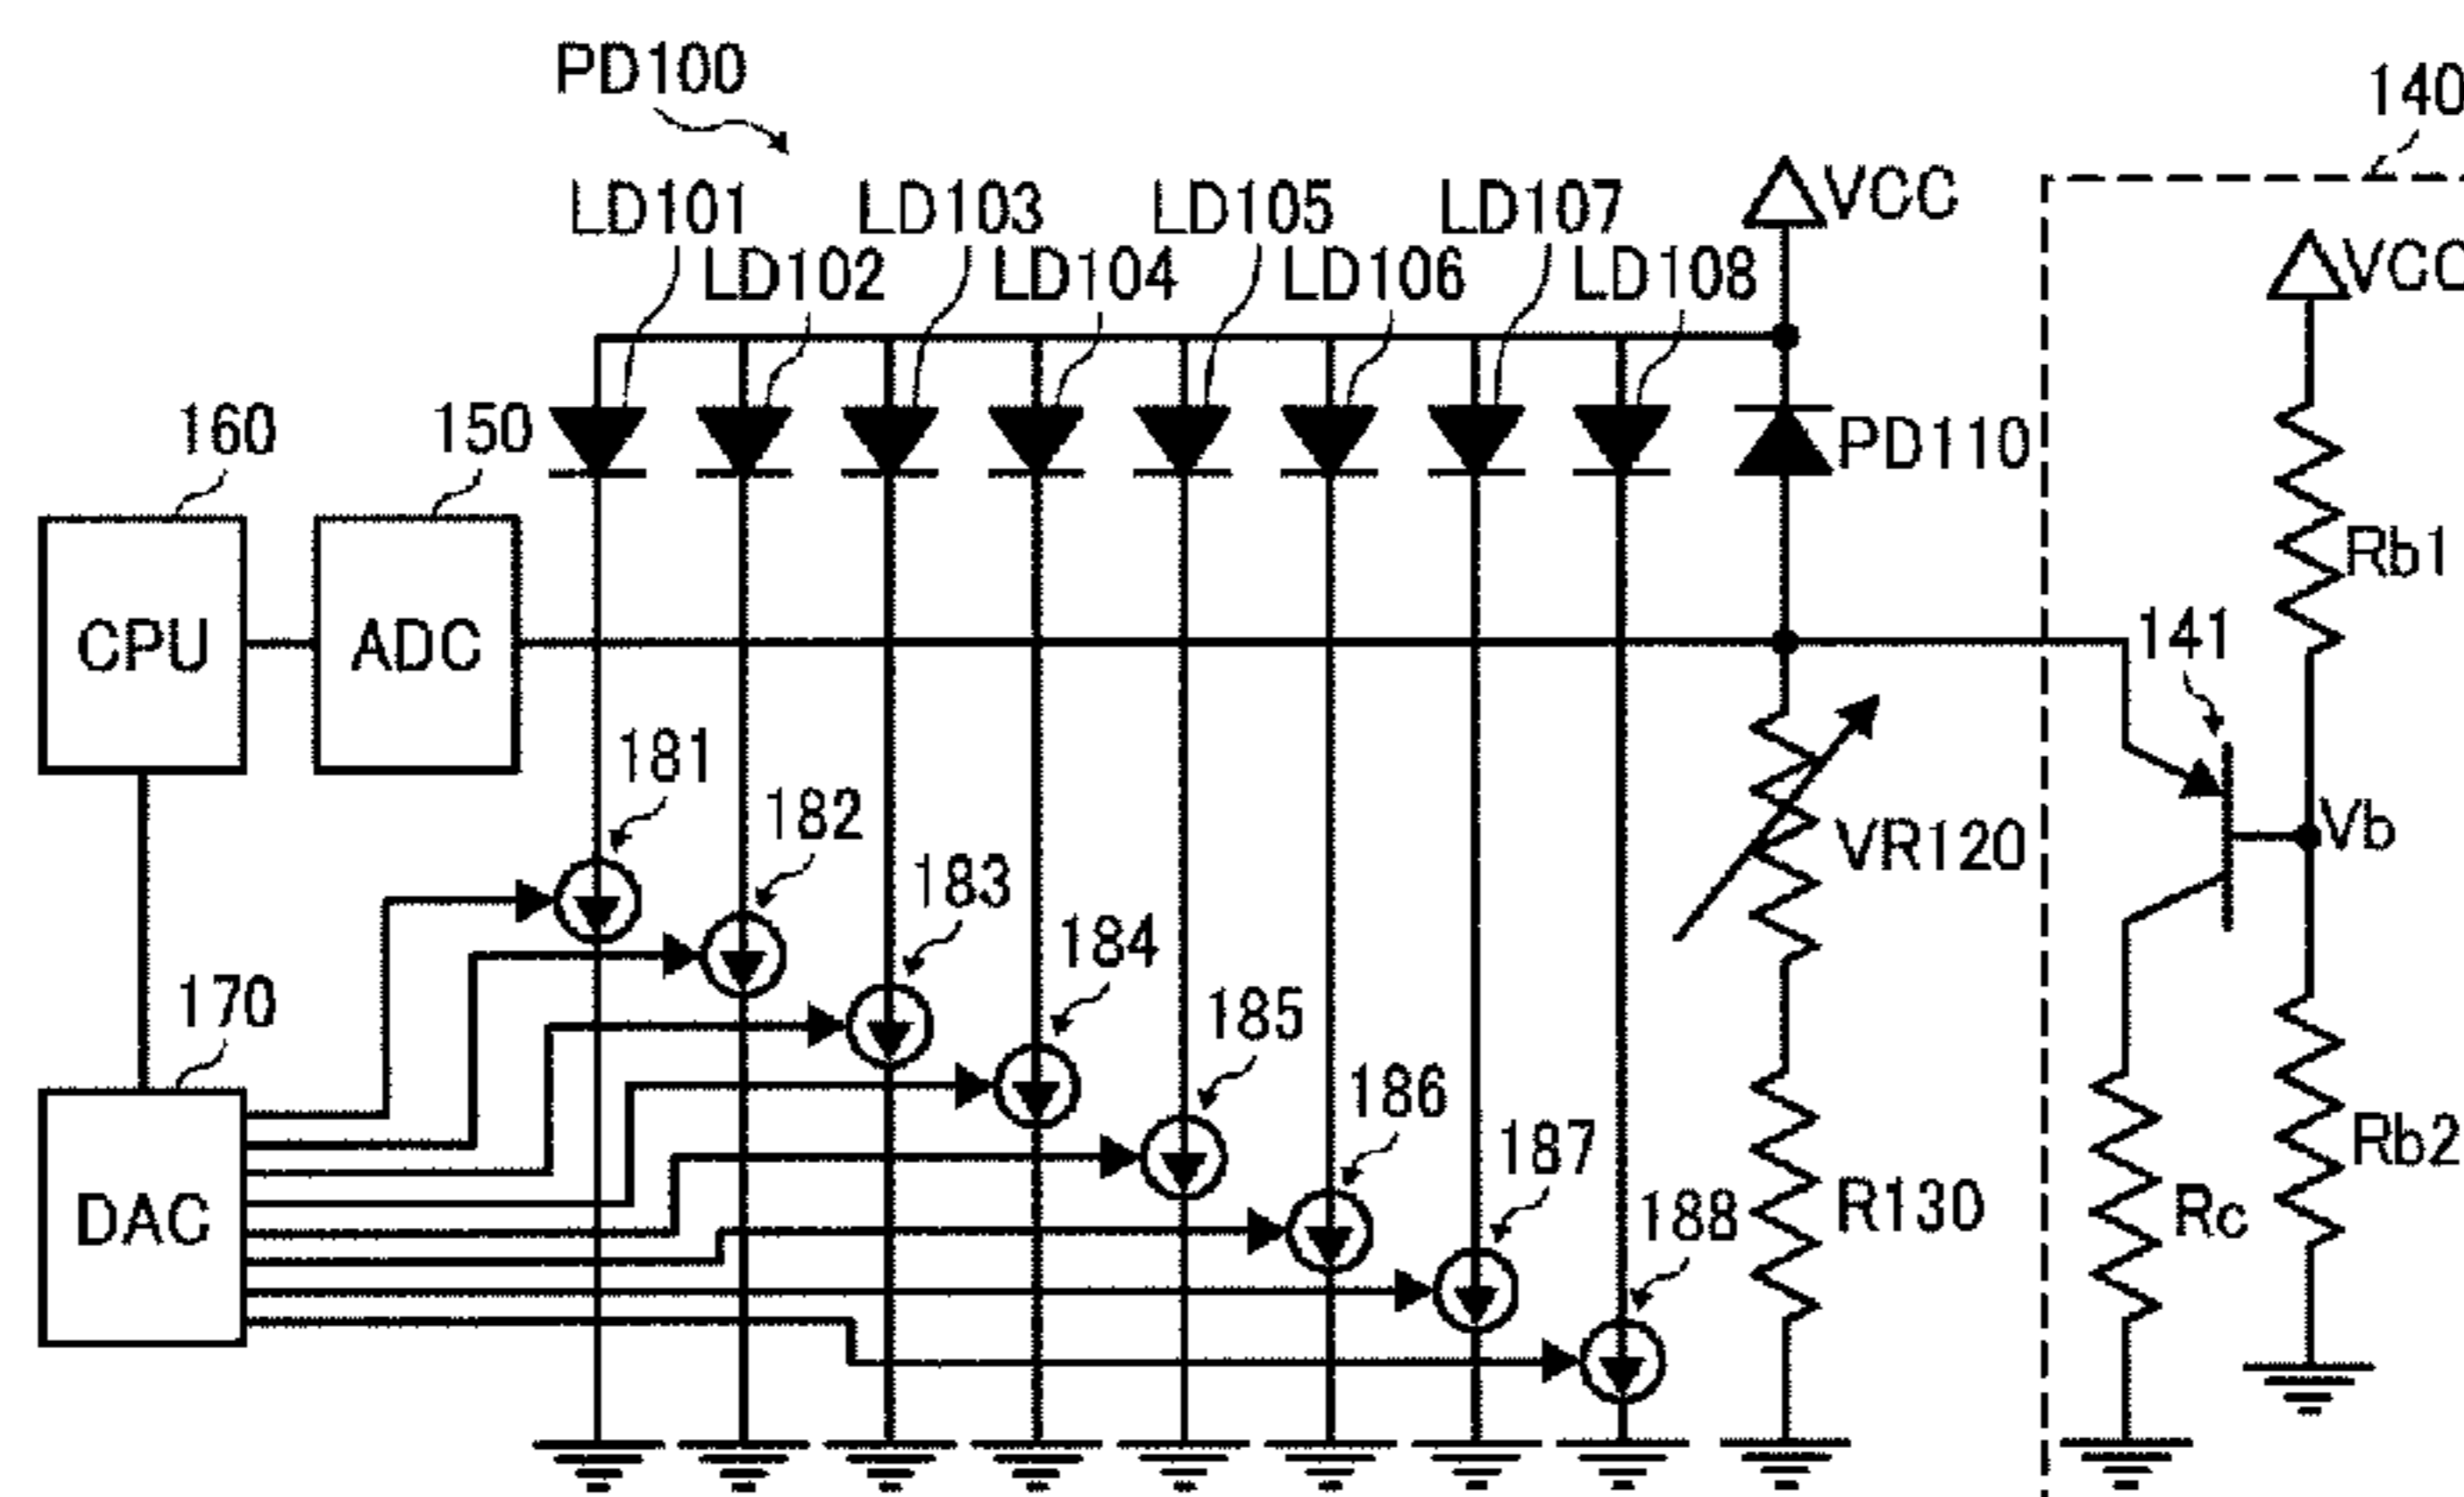 PD100
140
LD101
LD103
LD105
LD107
VCC
LD102
LD104
LD106
LD108
VCC
160
150
PD110
Rb1
CPU
ADC
141
181
182
183
184
185
186
187
188
VR120
Vb
170
DAC
R130
Rc
Rb2